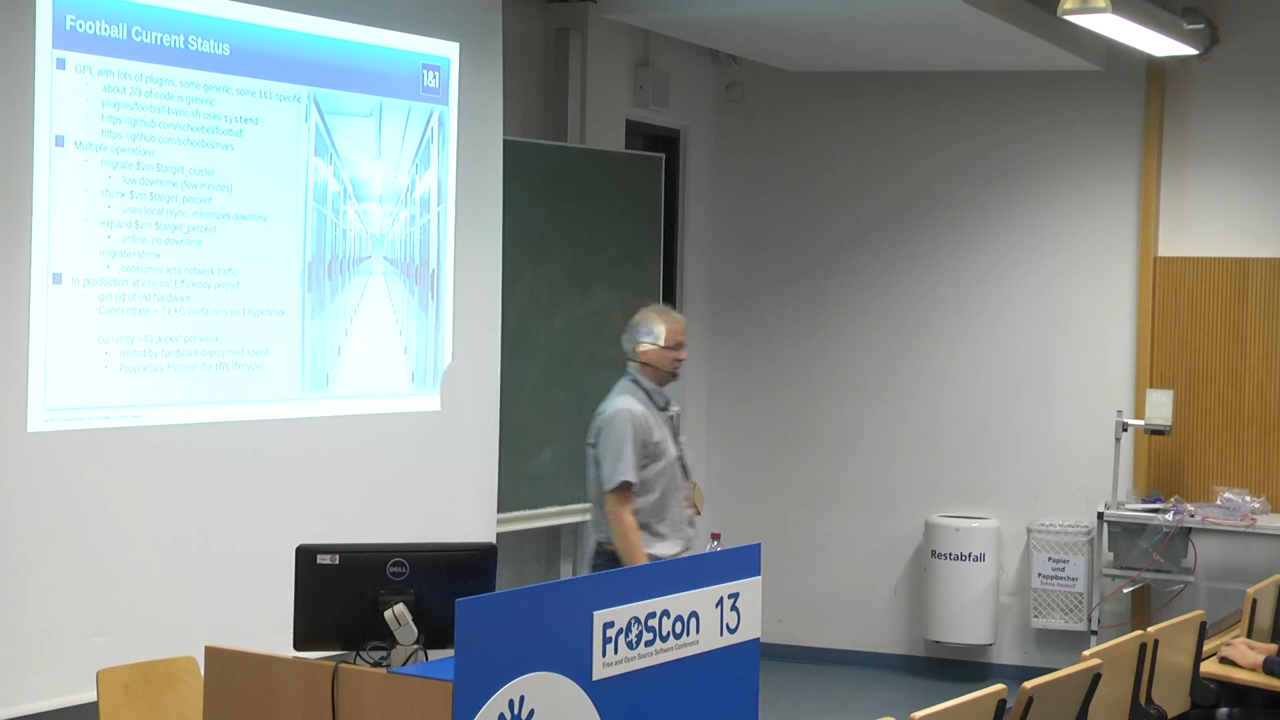 Football Current Status
1&1
GPL with lots of plugins, some generic, some 1&1-specific
about 2/3 of code is generic
plugins/football-basic.sh uses systemd
https://github.com/schoebel/football
https://github.com/schoebel/mars
Multiple operations:
migrate $vm $target_cluster
low downtime (few minutes)
shrink $vm $target_percent
uses local rsync, minimizes downtime
expand $vm $target_percent
online, no downtime
migrate+shrink
consumes less network traffic
In production at internal Efficiency project
get rid of old hardware
Concentrate ~ 7 LXC containers on 1 hypervisor
currently >40 „kicks“ per week
limited by hardware deployment speed
Proprietary Planner (for HW lifecycle)
DELL
FrOSCon 13
Free and Open Source Software Conference
Restabfall
Papier
und
Pappbecher